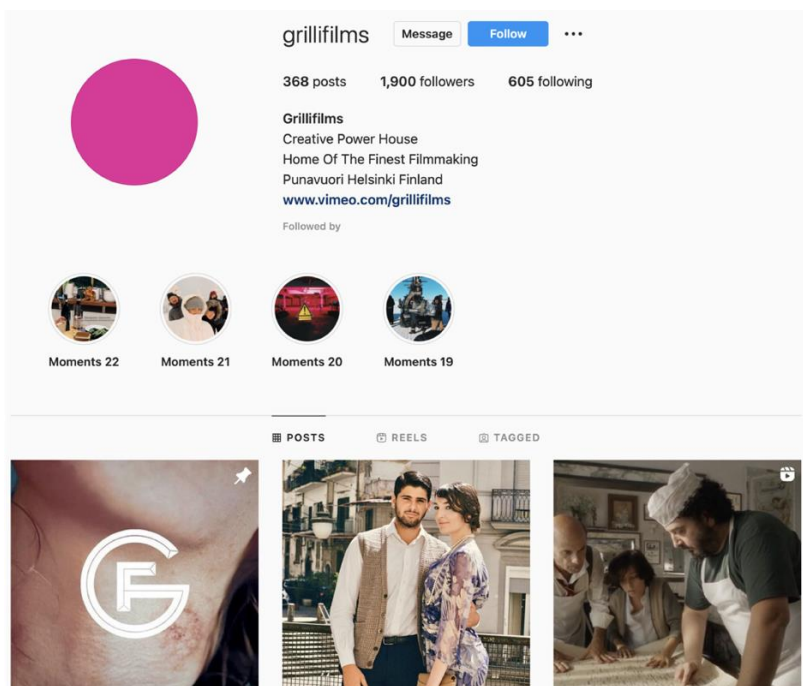 grillifilms Message Follow
368 posts 1,900 followers 605 following
Grillifilms
Creative Power House
Home Of The Finest Filmmaking
Punavuori Helsinki Finland
www.vimeo.com/grillifilms
Followed by
Moments 22 Moments 21 Moments 20 Moments 19
POSTS REELS TAGGED
GF